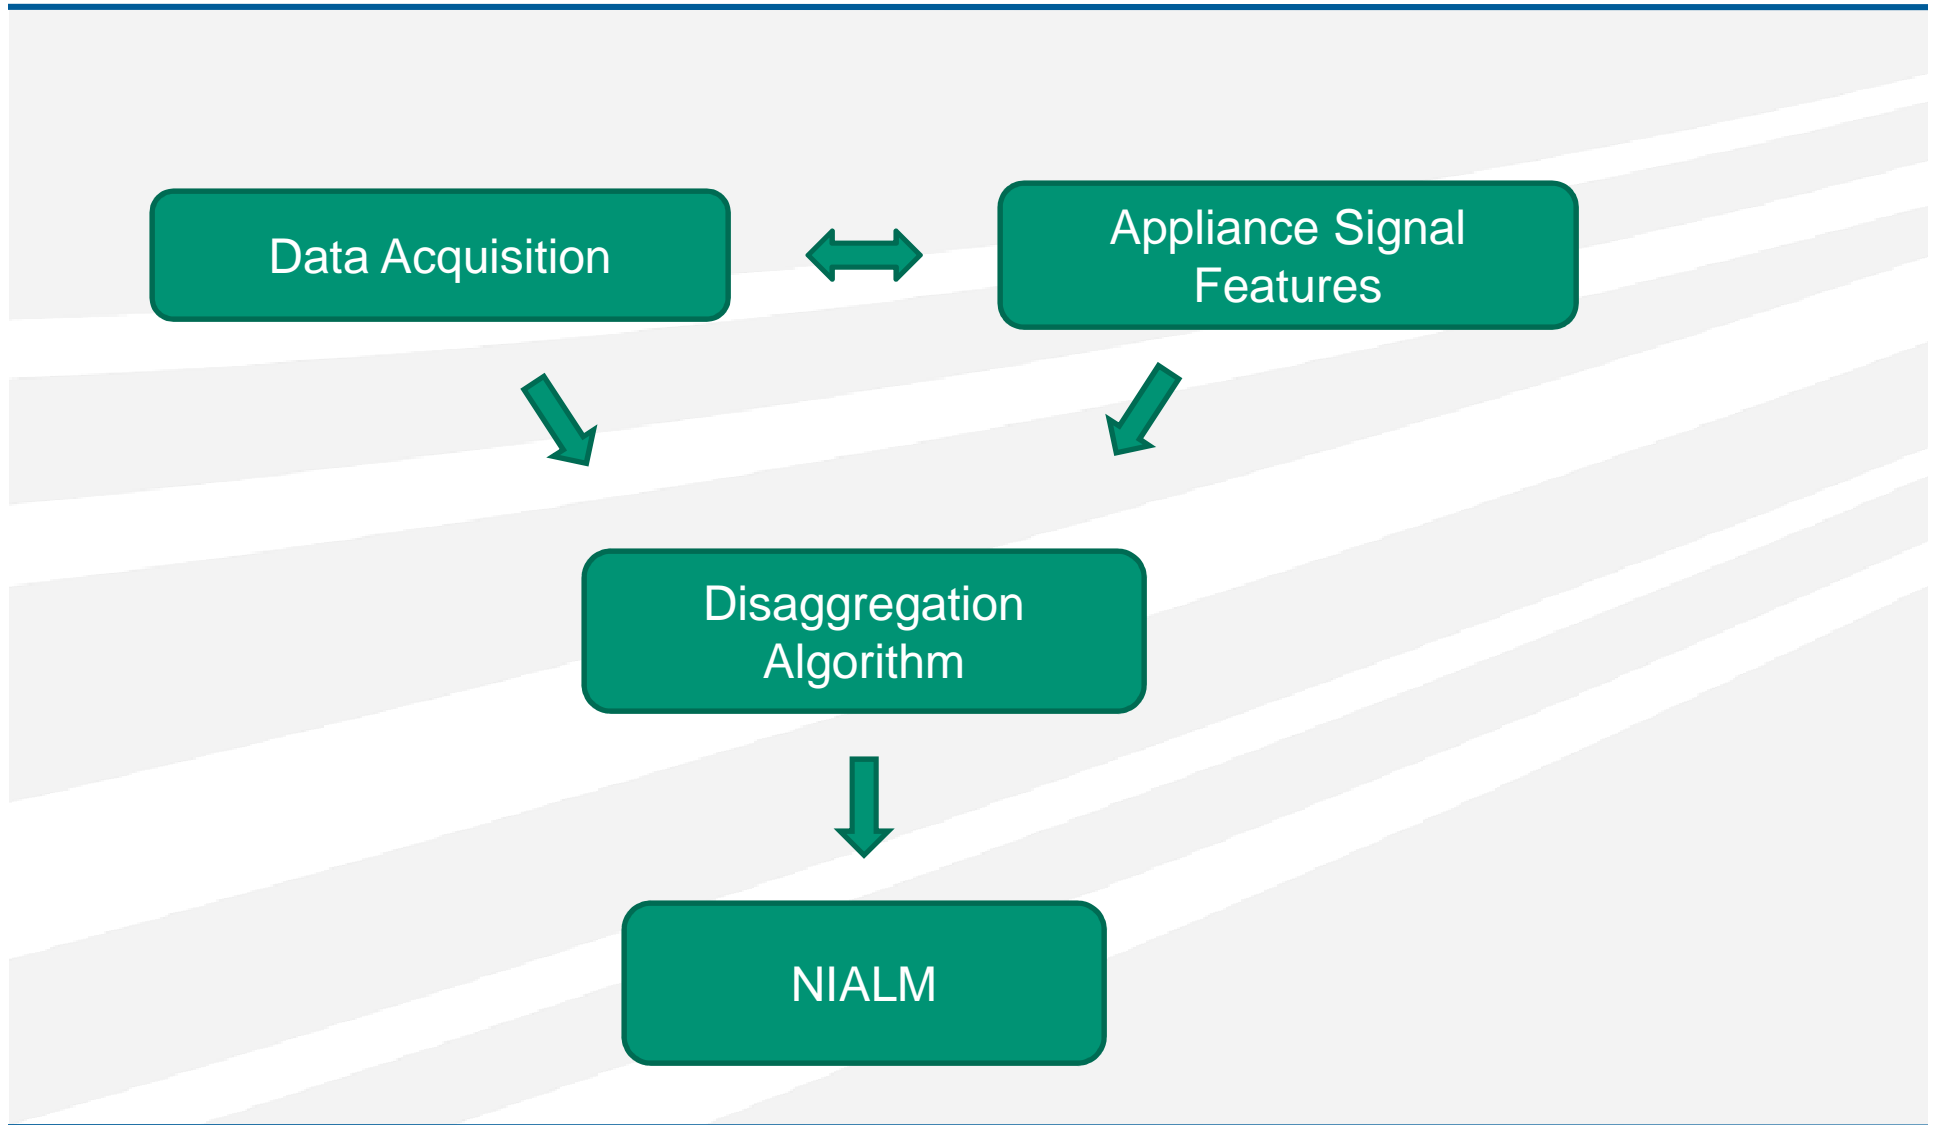 Data Acquisition
Appliance Signal
Features
Disaggregation
Algorithm
NIALM